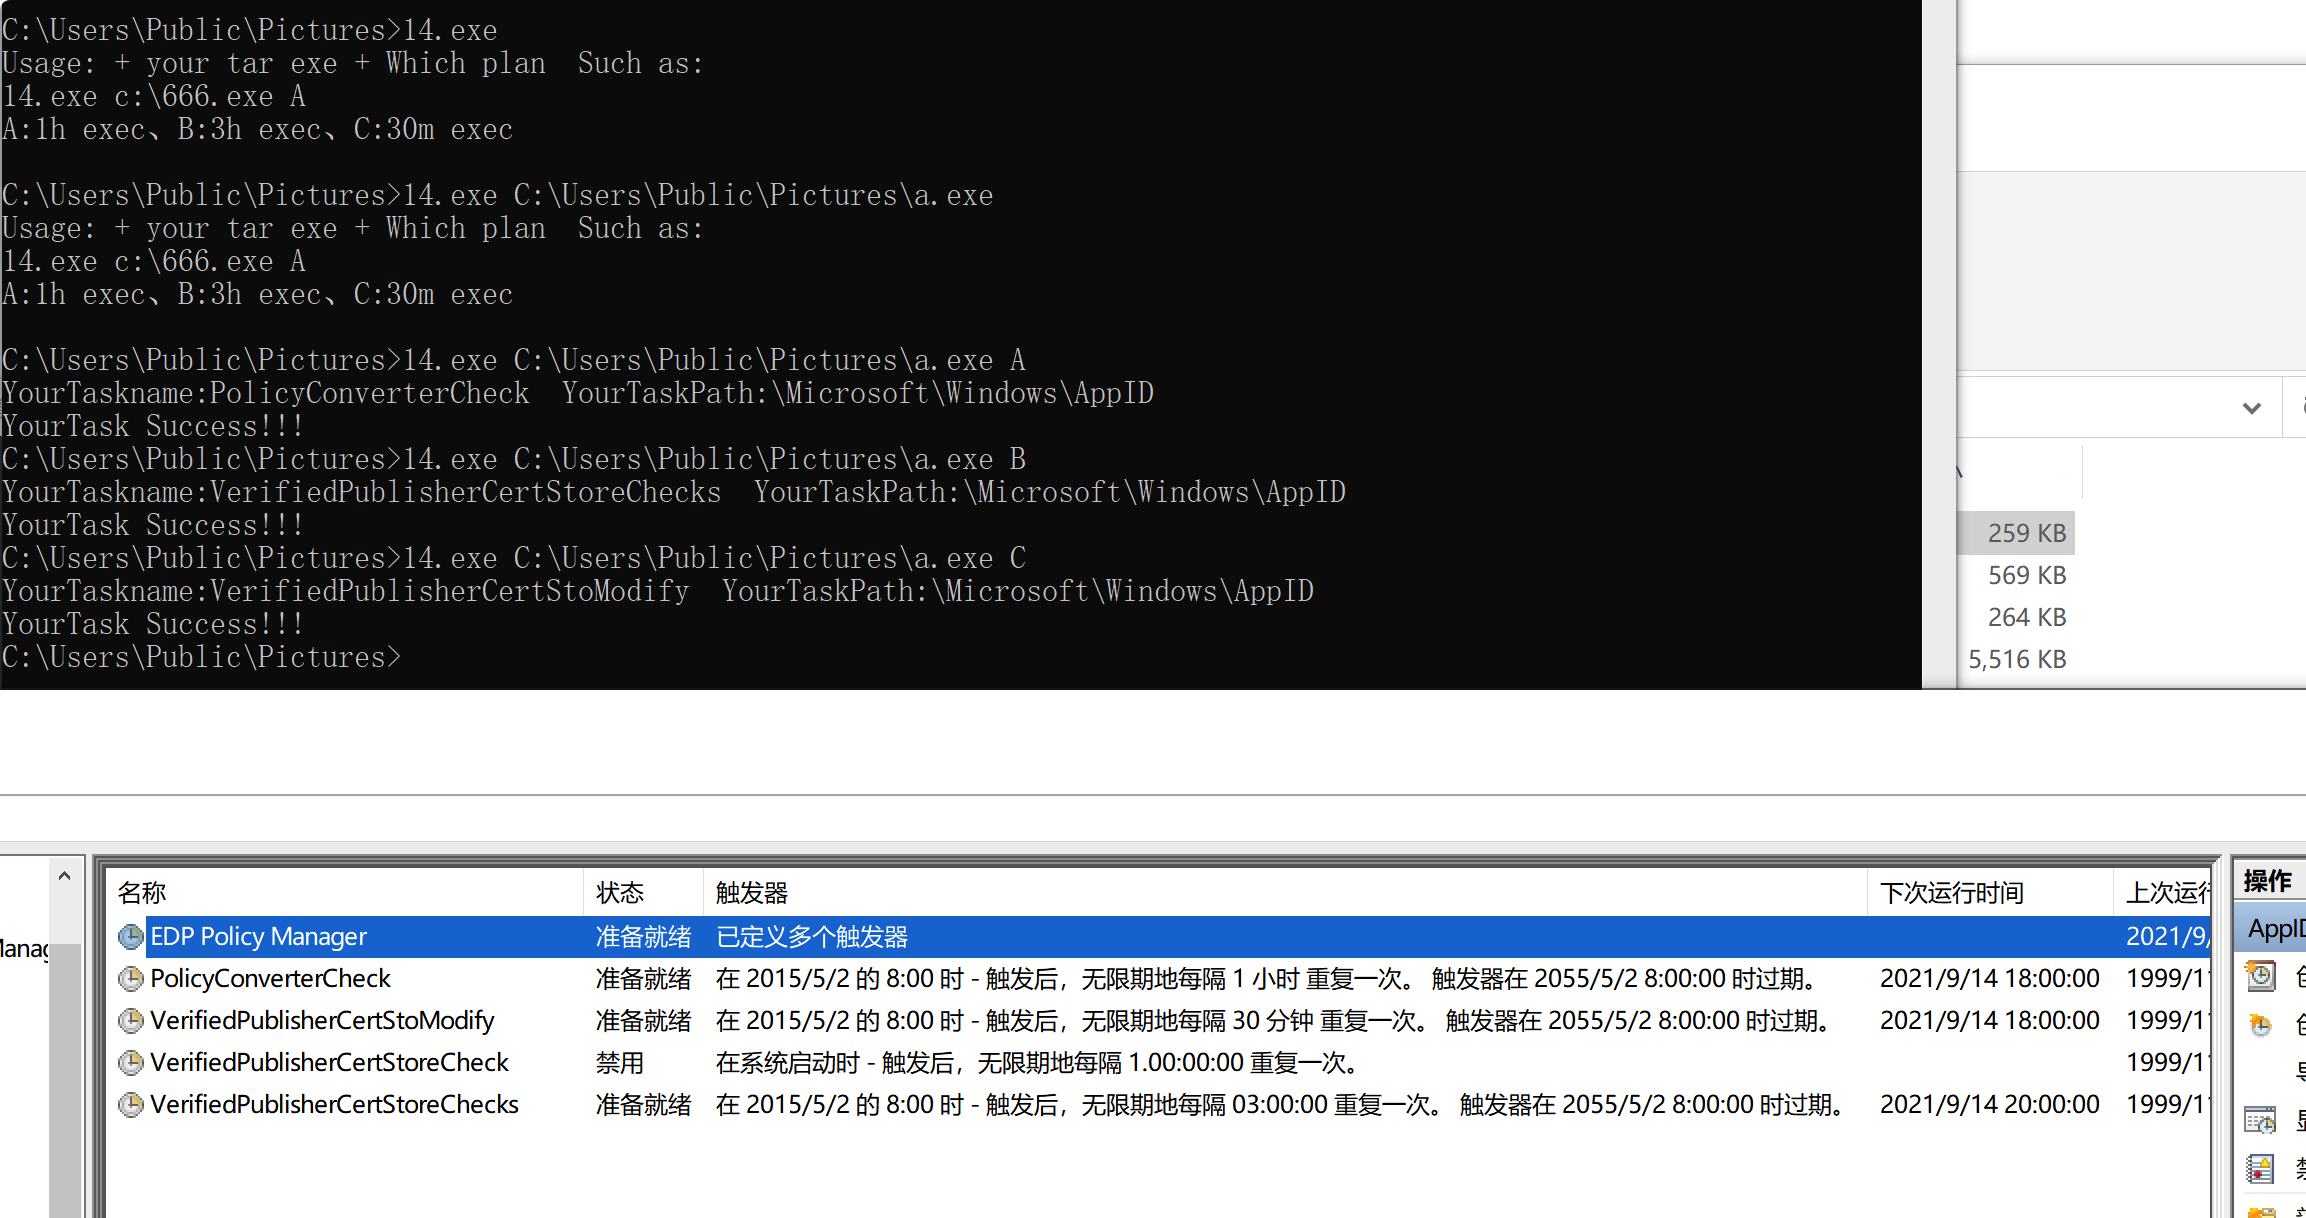 C:\Users\Public\Pictures>14.exe
Usage: + your tar exe + Which plan  Such as:
14.exe c:\666.exe A
A:1h exec、B:3h exec、C:30m exec
C:\Users\Public\Pictures>14.exe C:\Users\Public\Pictures\a.exe
Usage: + your tar exe + Which plan  Such as:
14.exe c:\666.exe A
A:1h exec、B:3h exec、C:30m exec
C:\Users\Public\Pictures>14.exe C:\Users\Public\Pictures\a.exe A
YourTaskname:PolicyConverterCheck  YourTaskPath:\Microsoft\Windows\AppID
YourTask Success!!!
C:\Users\Public\Pictures>14.exe C:\Users\Public\Pictures\a.exe B
YourTaskname:VerifiedPublisherCertStoreChecks  YourTaskPath:\Microsoft\Windows\AppID
YourTask Success!!!
C:\Users\Public\Pictures>14.exe C:\Users\Public\Pictures\a.exe C
YourTaskname:VerifiedPublisherCertStoModify  YourTaskPath:\Microsoft\Windows\AppID
YourTask Success!!!
C:\Users\Public\Pictures>
259 KB
569 KB
264 KB
5,516 KB
名称 状态 触发器 下次运行时间 上次运行
EDP Policy Manager 准备就绪 已定义多个触发器 2021/9/
PolicyConverterCheck 准备就绪 在 2015/5/2 的 8:00 时 - 触发后，无限期地每隔 1 小时 重复一次。 触发器在 2055/5/2 8:00:00 时过期。 2021/9/14 18:00:00 1999/11
VerifiedPublisherCertStoModify 准备就绪 在 2015/5/2 的 8:00 时 - 触发后，无限期地每隔 30 分钟 重复一次。 触发器在 2055/5/2 8:00:00 时过期。 2021/9/14 18:00:00 1999/11
VerifiedPublisherCertStoreCheck 禁用 在系统启动时 - 触发后，无限期地每隔 1.00:00:00 重复一次。 1999/11
VerifiedPublisherCertStoreChecks 准备就绪 在 2015/5/2 的 8:00 时 - 触发后，无限期地每隔 03:00:00 重复一次。 触发器在 2055/5/2 8:00:00 时过期。 2021/9/14 20:00:00 1999/11
操作
AppID